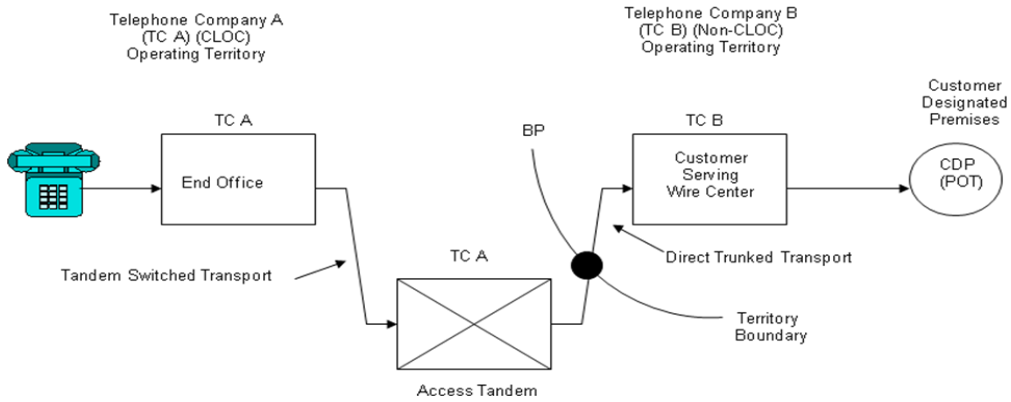 Telephone Company A
(TC A) (CLOC)
Operating Territory
Telephone Company B
(TC B) (Non-CLOC)
Operating Territory
Customer
Designated
Premises
TC A
BP
TC B
End Office
Customer
Serving
Wire Center
CDP
(POT)
Tandem Switched Transport
TC A
Direct Trunked Transport
Territory
Boundary
Access Tandem